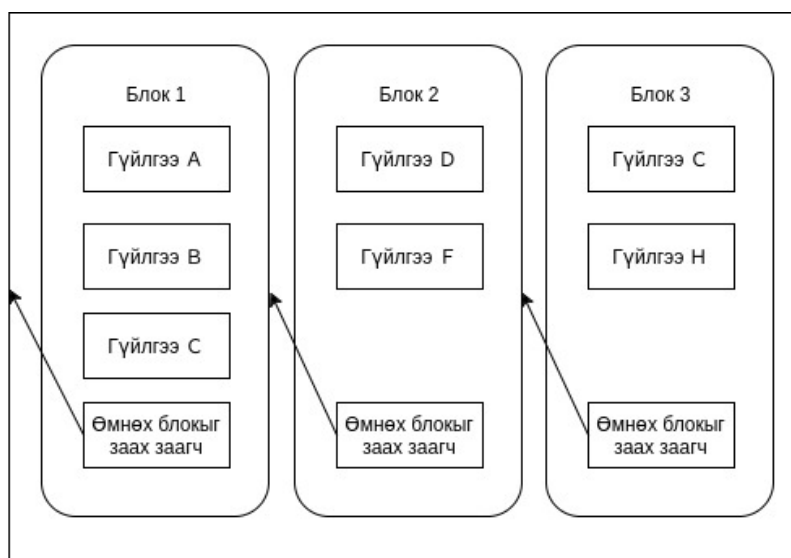 Блок 1
Гүйлгээ A
Гүйлгээ B
Гүйлгээ C
Өмнөх блокыг
заах заагч
Блок 2
Гүйлгээ D
Гүйлгээ F
Өмнөх блокыг
заах заагч
Блок 3
Гүйлгээ C
Гүйлгээ H
Өмнөх блокыг
заах заагч